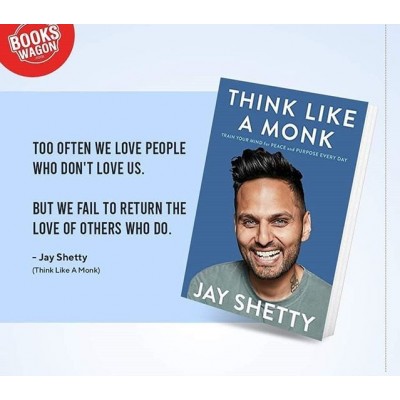 BOOKS
WAGON
TOO OFTEN WE LOVE PEOPLE
WHO DON'T LOVE US.
BUT WE FAIL TO RETURN THE
LOVE OF OTHERS WHO DO.
- Jay Shetty
(Think Like A Monk)
THINK LIKE
A MONK
TRAIN YOUR MIND for PEACE and PURPOSE EVERY DAY
JAY SHETTY